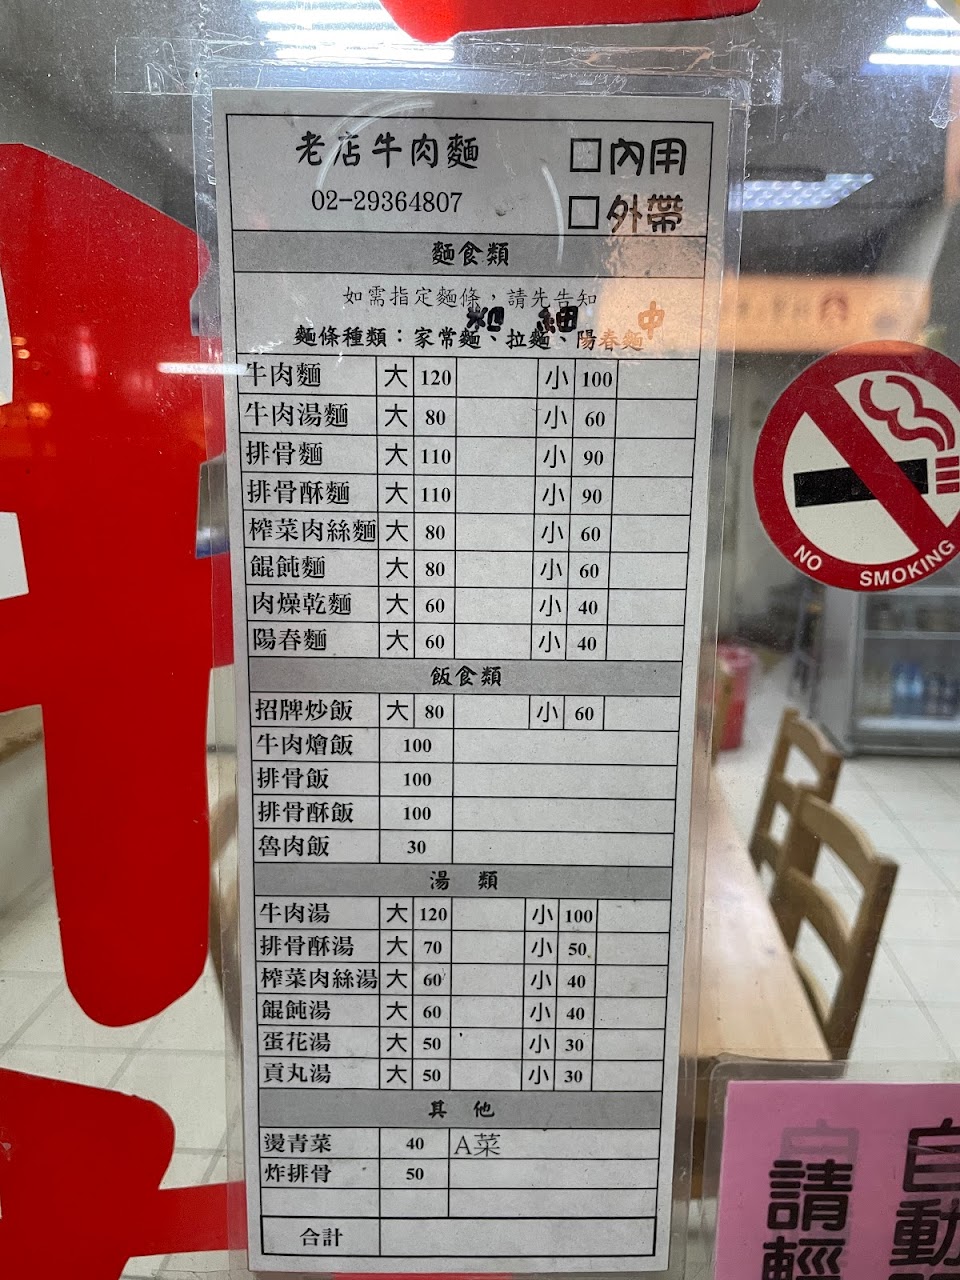 老店牛肉麵 □內用
02-29364807 □外帶
麵食類
如需指定麵條，請先告知
粗 細 中
麵條種類：家常麵、拉麵、陽春麵
牛肉麵 大 120 小 100
牛肉湯麵 大 80 小 60
排骨麵 大 110 小 90
排骨酥麵 大 110 小 90
榨菜肉絲麵 大 80 小 60
餛飩麵 大 80 小 60
肉燥乾麵 大 60 小 40
陽春麵 大 60 小 40
飯食類
招牌炒飯 大 80 小 60
牛肉燴飯 100
排骨飯 100
排骨酥飯 100
魯肉飯 30
湯 類
牛肉湯 大 120 小 100
排骨酥湯 大 70 小 50
榨菜肉絲湯 大 60 小 40
餛飩湯 大 60 小 40
蛋花湯 大 50 小 30
貢丸湯 大 50 小 30
其 他
燙青菜 40 A菜
炸排骨 50
合計
NO SMOKING
自動
請輕